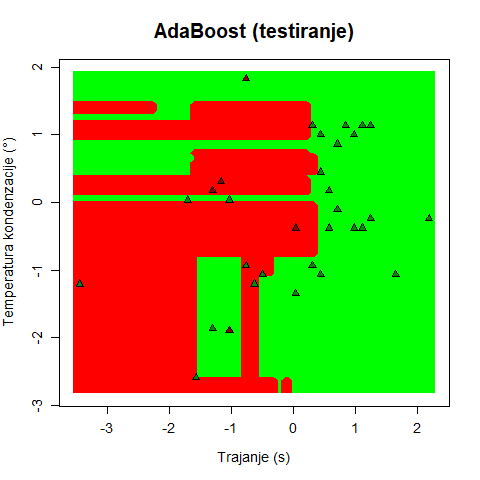 AdaBoost (testiranje)
Temperatura kondenzacije (°)
2
1
0
-1
-2
-3
-3 -2 -1 0 1 2
Trajanje (s)